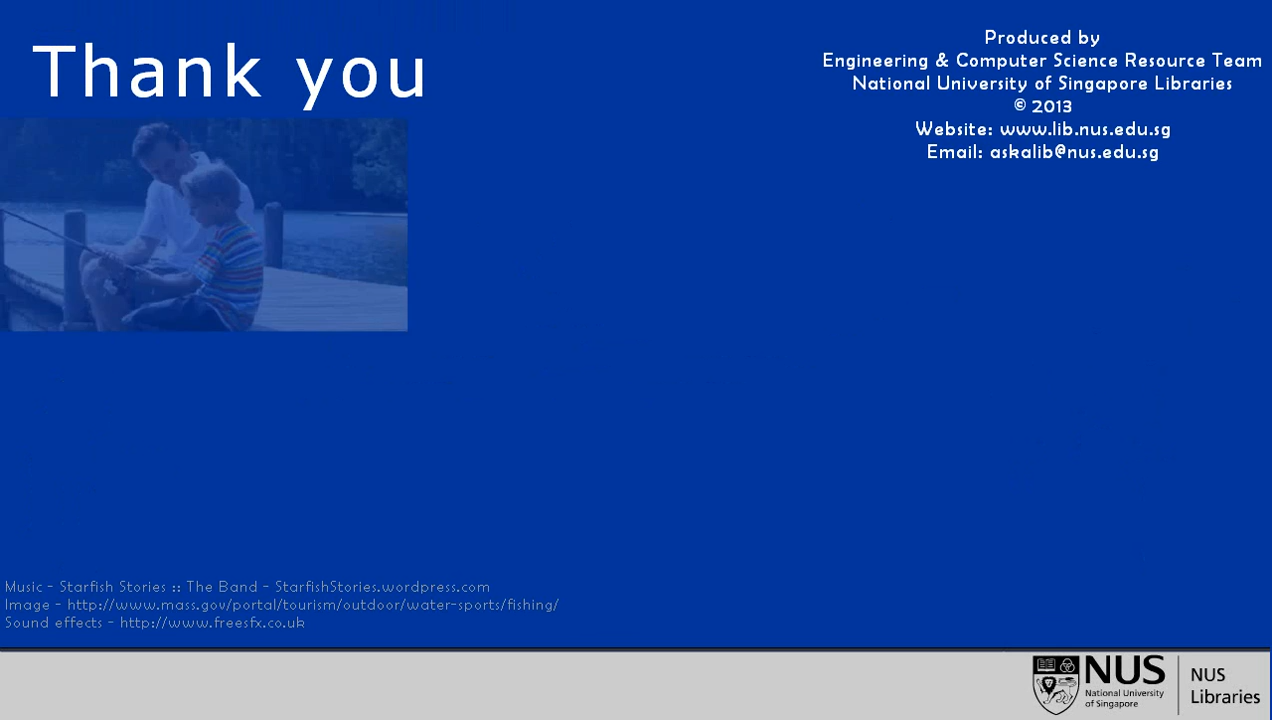 Thank you
Produced by
Engineering & Computer Science Resource Team
National University of Singapore Libraries
© 2013
Website: www.lib.nus.edu.sg
Email: askalib@nus.edu.sg
Music - Starfish Stories :: The Band - StarfishStories.wordpress.com
Image - http://www.mass.gov/portal/tourism/outdoor/water-sports/fishing/
Sound effects - http://www.freesfx.co.uk
NUS
National University
of Singapore
NUS
Libraries